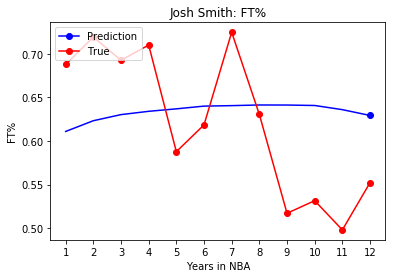 Josh Smith: FT%
Prediction
True
FT%
0.70
0.65
0.60
0.55
0.50
1 2 3 4 5 6 7 8 9 10 11 12
Years in NBA